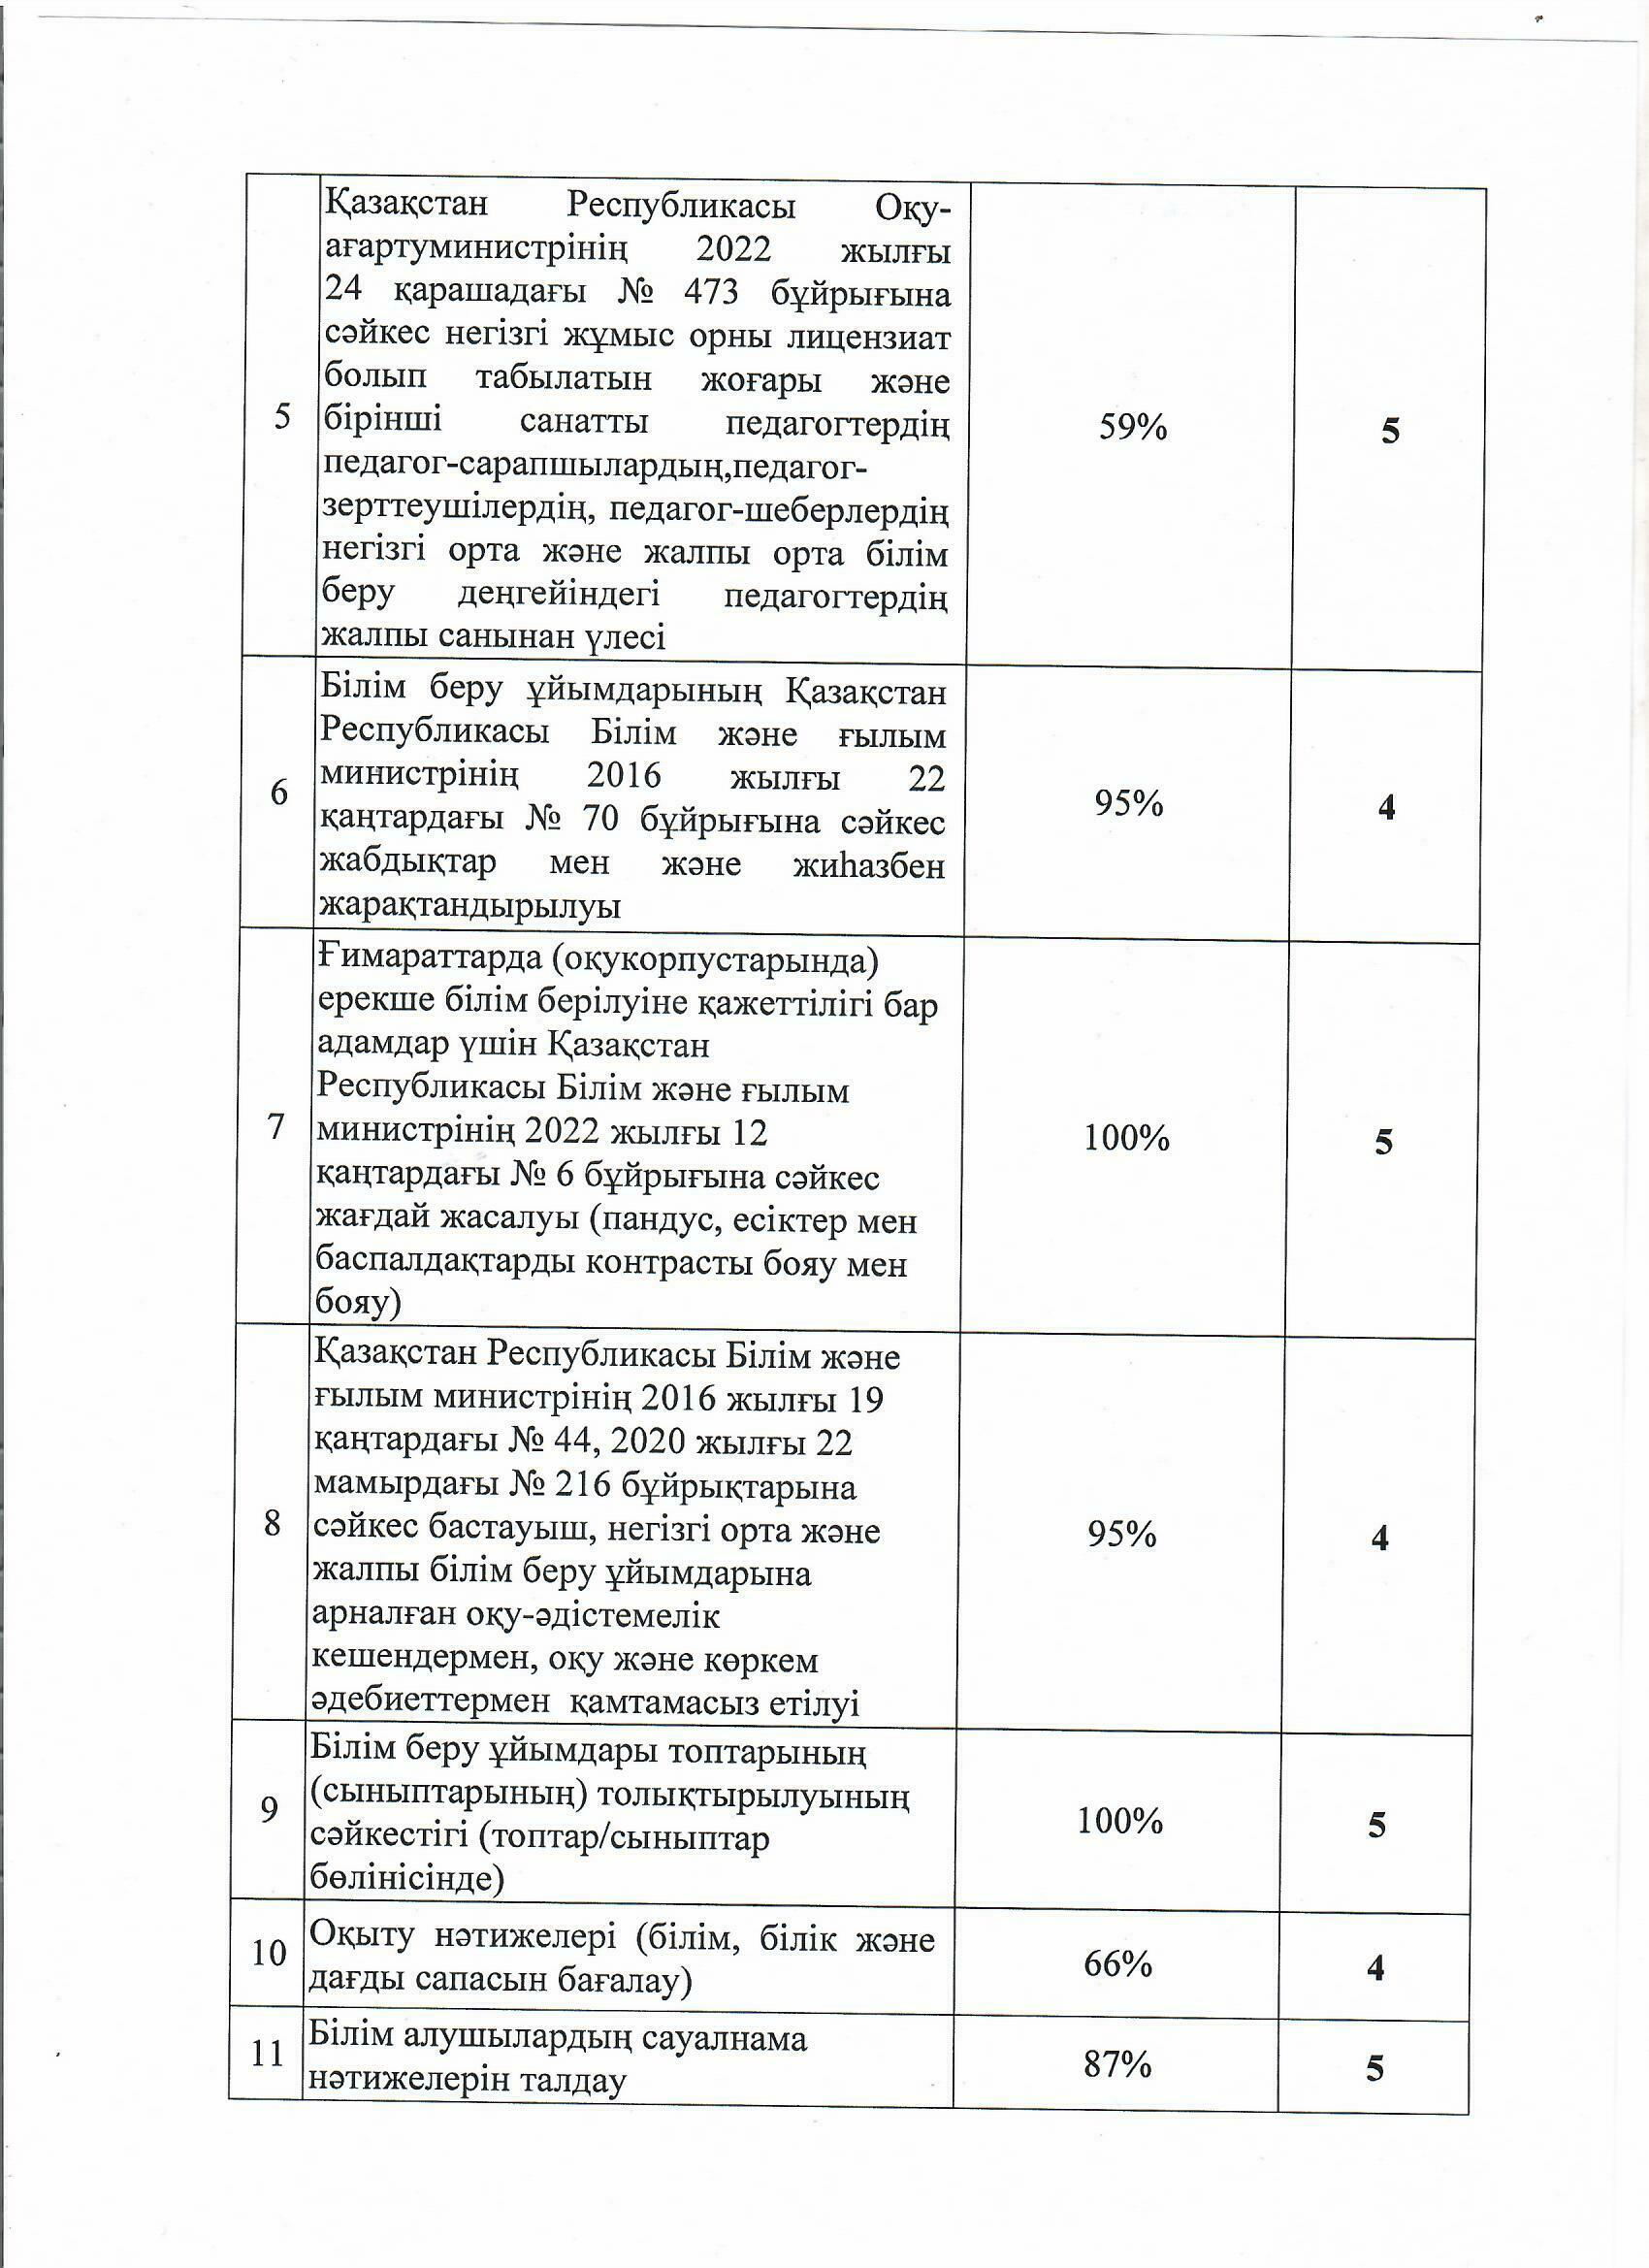 5
Қазақстан Республикасы Оқу-
ағартуминистрінің 2022 жылғы
24 қарашадағы № 473 бұйрығына
сәйкес негізгі жұмыс орны лицензиат
болып табылатын жоғары және
бірінші санатты педагогтердің
педагог-сарапшылардың,педагог-
зерттеушілердің, педагог-шеберлердің
негізгі орта және жалпы орта білім
беру деңгейіндегі педагогтердің
жалпы санынан үлесі
59%
5
6
Білім беру ұйымдарының Қазақстан
Республикасы Білім және ғылым
министрінің 2016 жылғы 22
қаңтардағы № 70 бұйрығына сәйкес
жабдықтар мен және жиһазбен
жарақтандырылуы
95%
4
7
Ғимараттарда (оқукорпустарында)
ерекше білім берілуіне қажеттілігі бар
адамдар үшін Қазақстан
Республикасы Білім және ғылым
министрінің 2022 жылғы 12
қаңтардағы № 6 бұйрығына сәйкес
жағдай жасалуы (пандус, есіктер мен
баспалдақтарды контрасты бояу мен
бояу)
100%
5
8
Қазақстан Республикасы Білім және
ғылым министрінің 2016 жылғы 19
қаңтардағы № 44, 2020 жылғы 22
мамырдағы № 216 бұйрықтарына
сәйкес бастауыш, негізгі орта және
жалпы білім беру ұйымдарына
арналған оқу-әдістемелік
кешендермен, оқу және көркем
әдебиеттермен қамтамасыз етілуі
95%
4
9
Білім беру ұйымдары топтарының
(сыныптарының) толықтырылуының
сәйкестігі (топтар/сыныптар
бөлінісінде)
100%
5
10
Оқыту нәтижелері (білім, білік және
дағды сапасын бағалау)
66%
4
11
Білім алушылардың сауалнама
нәтижелерін талдау
87%
5